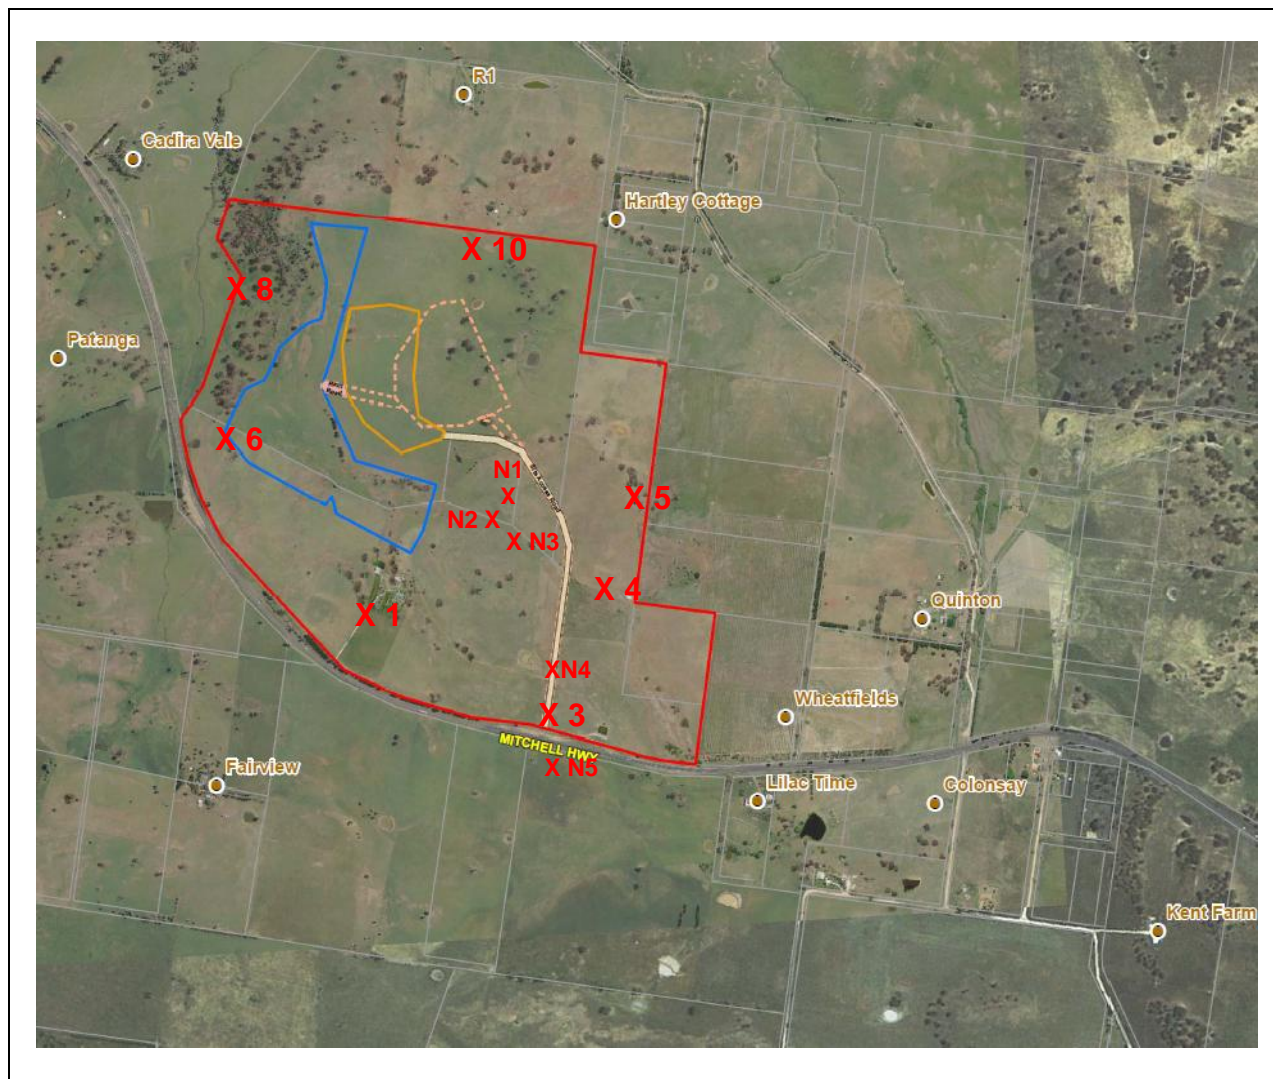 R1
Cadira Vale
Hartley Cottage
X 10
X 8
Patanga
X 6
N1
X
X 5
N2 X
X N3
X 4
Quinton
X 1
XN4
Wheatfields
X 3
MITCHELL HWY
X N5
Fairview
Lilac Time
Colonsay
Kent Farm